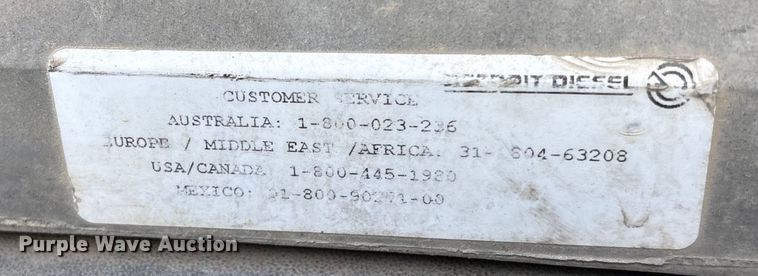 DETROIT DIESEL
CUSTOMER SERVICE
AUSTRALIA: 1-800-023-236
EUROPE / MIDDLE EAST /AFRICA. 31- 804-63208
USA/CANADA 1-800-445-1980
MEXICO:
Purple Wave Auction